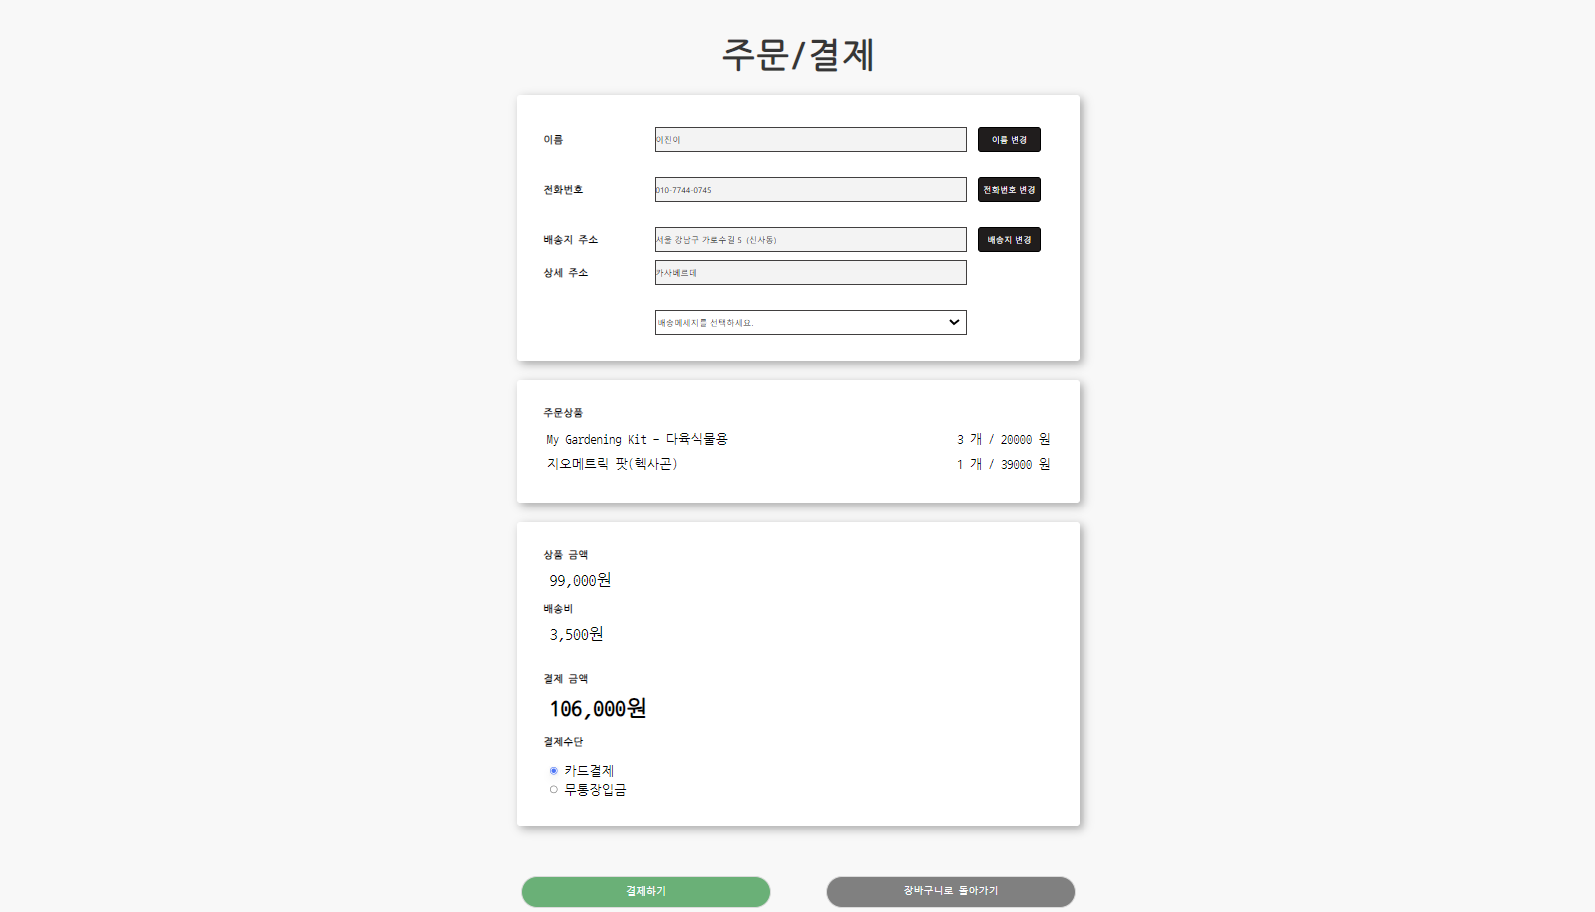 주문/결제
이름 이진이 이름 변경
전화번호 010-7744-0745 전화번호 변경
배송지 주소 서울 강남구 가로수길 5 (신사동) 배송지 변경
상세 주소 카사베르데
배송메세지를 선택하세요.
주문상품
My Gardening Kit - 다육식물용 3 개 / 20000 원
지오메트릭 팟(헥사곤) 1 개 / 39000 원
상품 금액
99,000원
배송비
3,500원
결제 금액
106,000원
결제수단
카드결제
무통장입금
결제하기 장바구니로 돌아가기